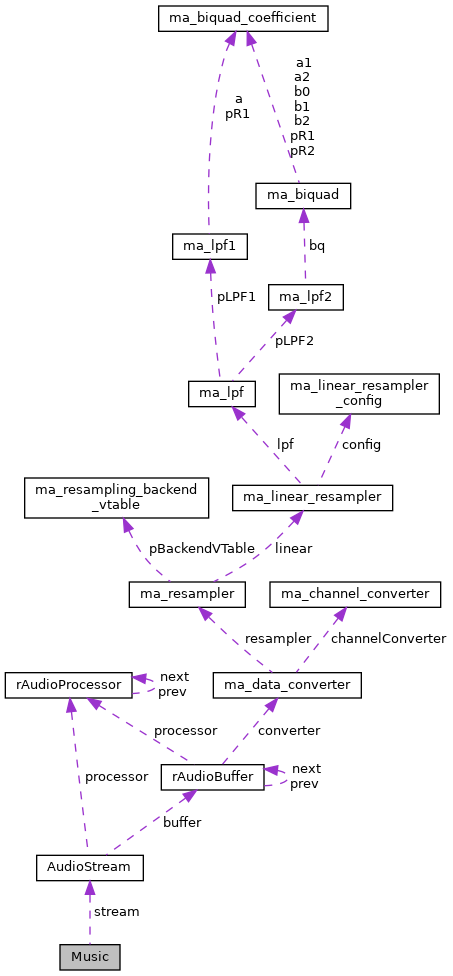 ma_biquad_coefficient
a
pR1
a1
a2
b0
b1
b2
pR1
pR2
ma_biquad
ma_lpf1
bq
ma_lpf2
pLPF1
pLPF2
ma_lpf
ma_linear_resampler
_config
lpf
config
ma_resampling_backend
_vtable
ma_linear_resampler
pBackendVTable
linear
ma_resampler
ma_channel_converter
resampler
channelConverter
rAudioProcessor
next
prev
ma_data_converter
processor
converter
processor
rAudioBuffer
next
prev
buffer
AudioStream
stream
Music